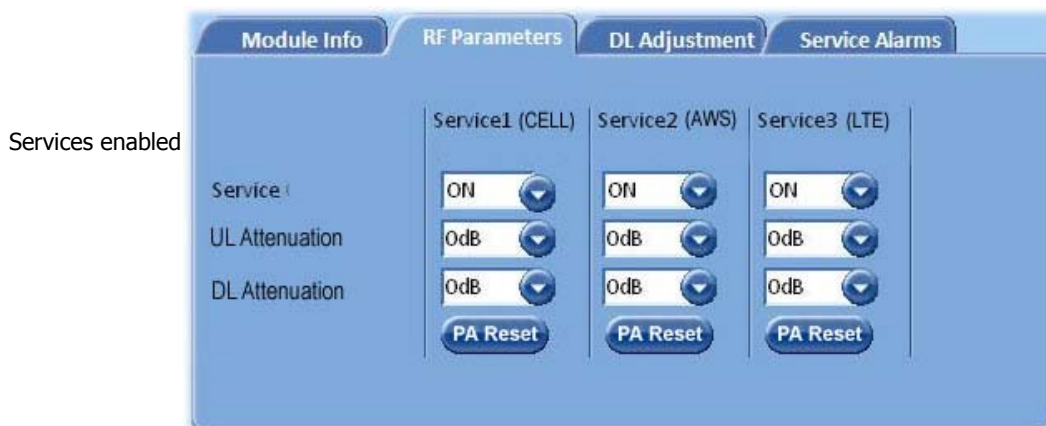 Module Info RF Parameters DL Adjustment Service Alarms
Service1 (CELL) Service2 (AWS) Service3 (LTE)
Services enabled
Service ON ON ON
UL Attenuation 0dB 0dB 0dB
DL Attenuation 0dB 0dB 0dB
PA Reset PA Reset PA Reset